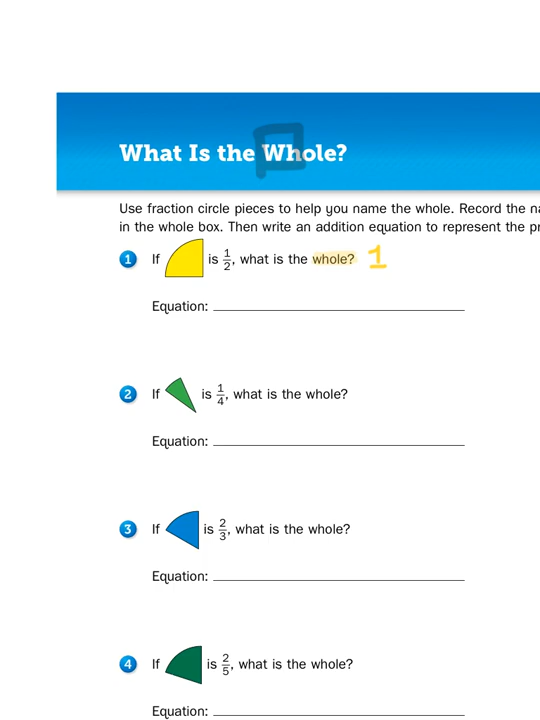 What Is the Whole?
Use fraction circle pieces to help you name the whole. Record the
in the whole box. Then write an addition equation to represent the
1 If is 1/2, what is the whole? 1
Equation:
2 If is 1/4, what is the whole?
Equation:
3 If is 2/3, what is the whole?
Equation:
4 If is 2/5, what is the whole?
Equation: